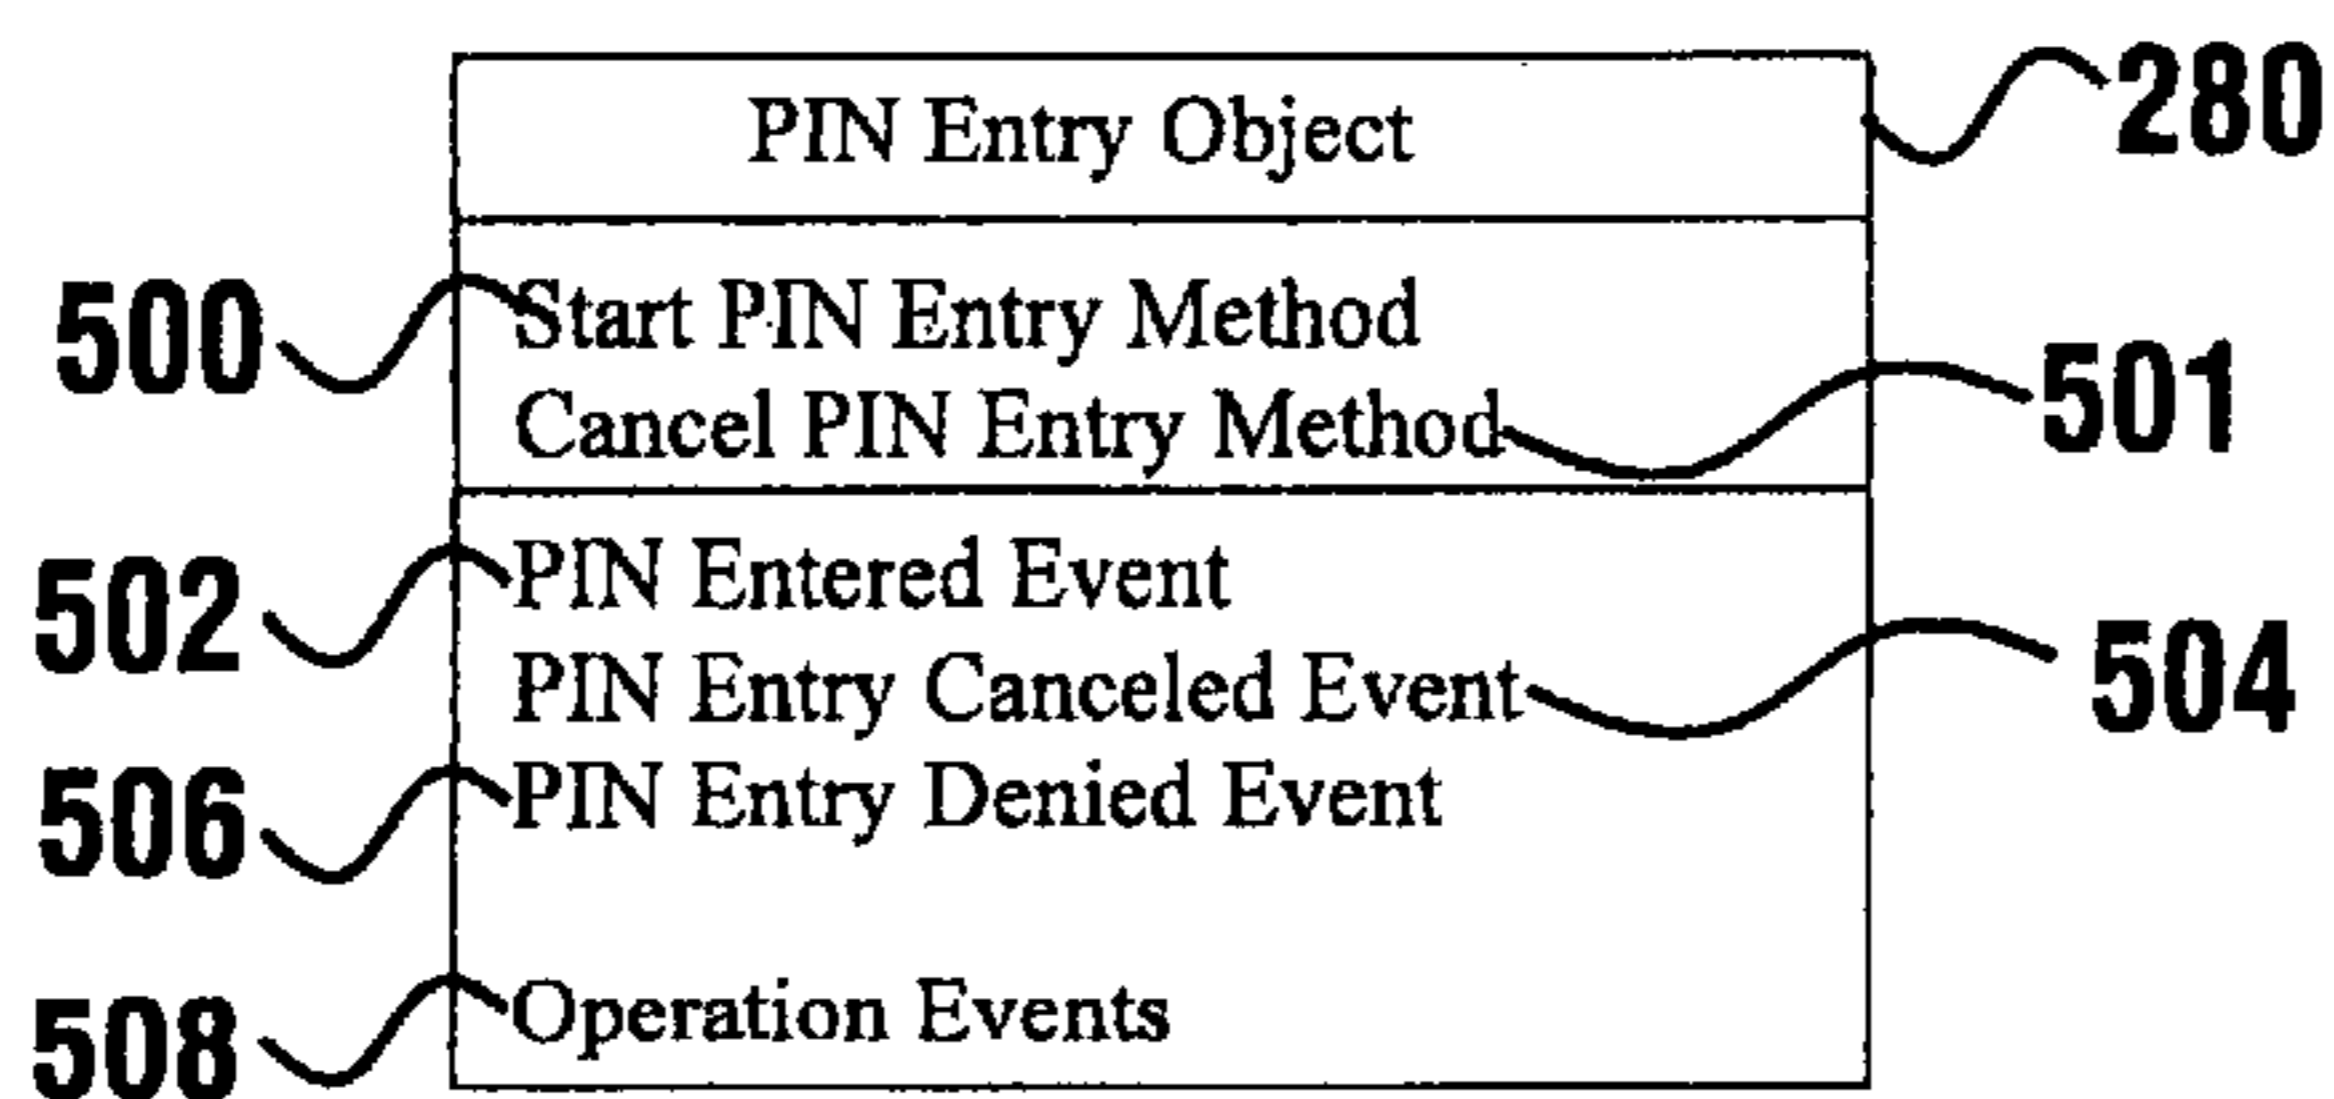 PIN Entry Object 280
500 Start PIN Entry Method
Cancel PIN Entry Method 501
502 PIN Entered Event
PIN Entry Canceled Event 504
506 PIN Entry Denied Event
508 Operation Events